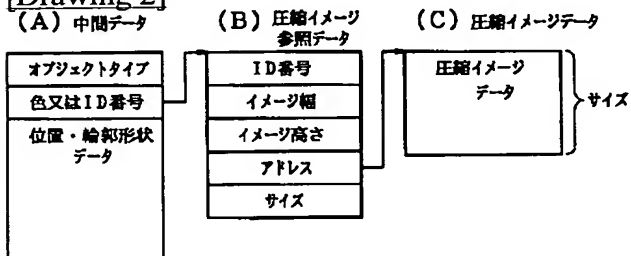 [Drawing 2]
(A) 中間データ
オブジェクトタイプ
色又はID番号
位置・輪郭形状
データ
(B) 圧縮イメージ
参照データ
ID番号
イメージ幅
イメージ高さ
アドレス
サイズ
(C) 圧縮イメージデータ
圧縮イメージ
データ
サイズ